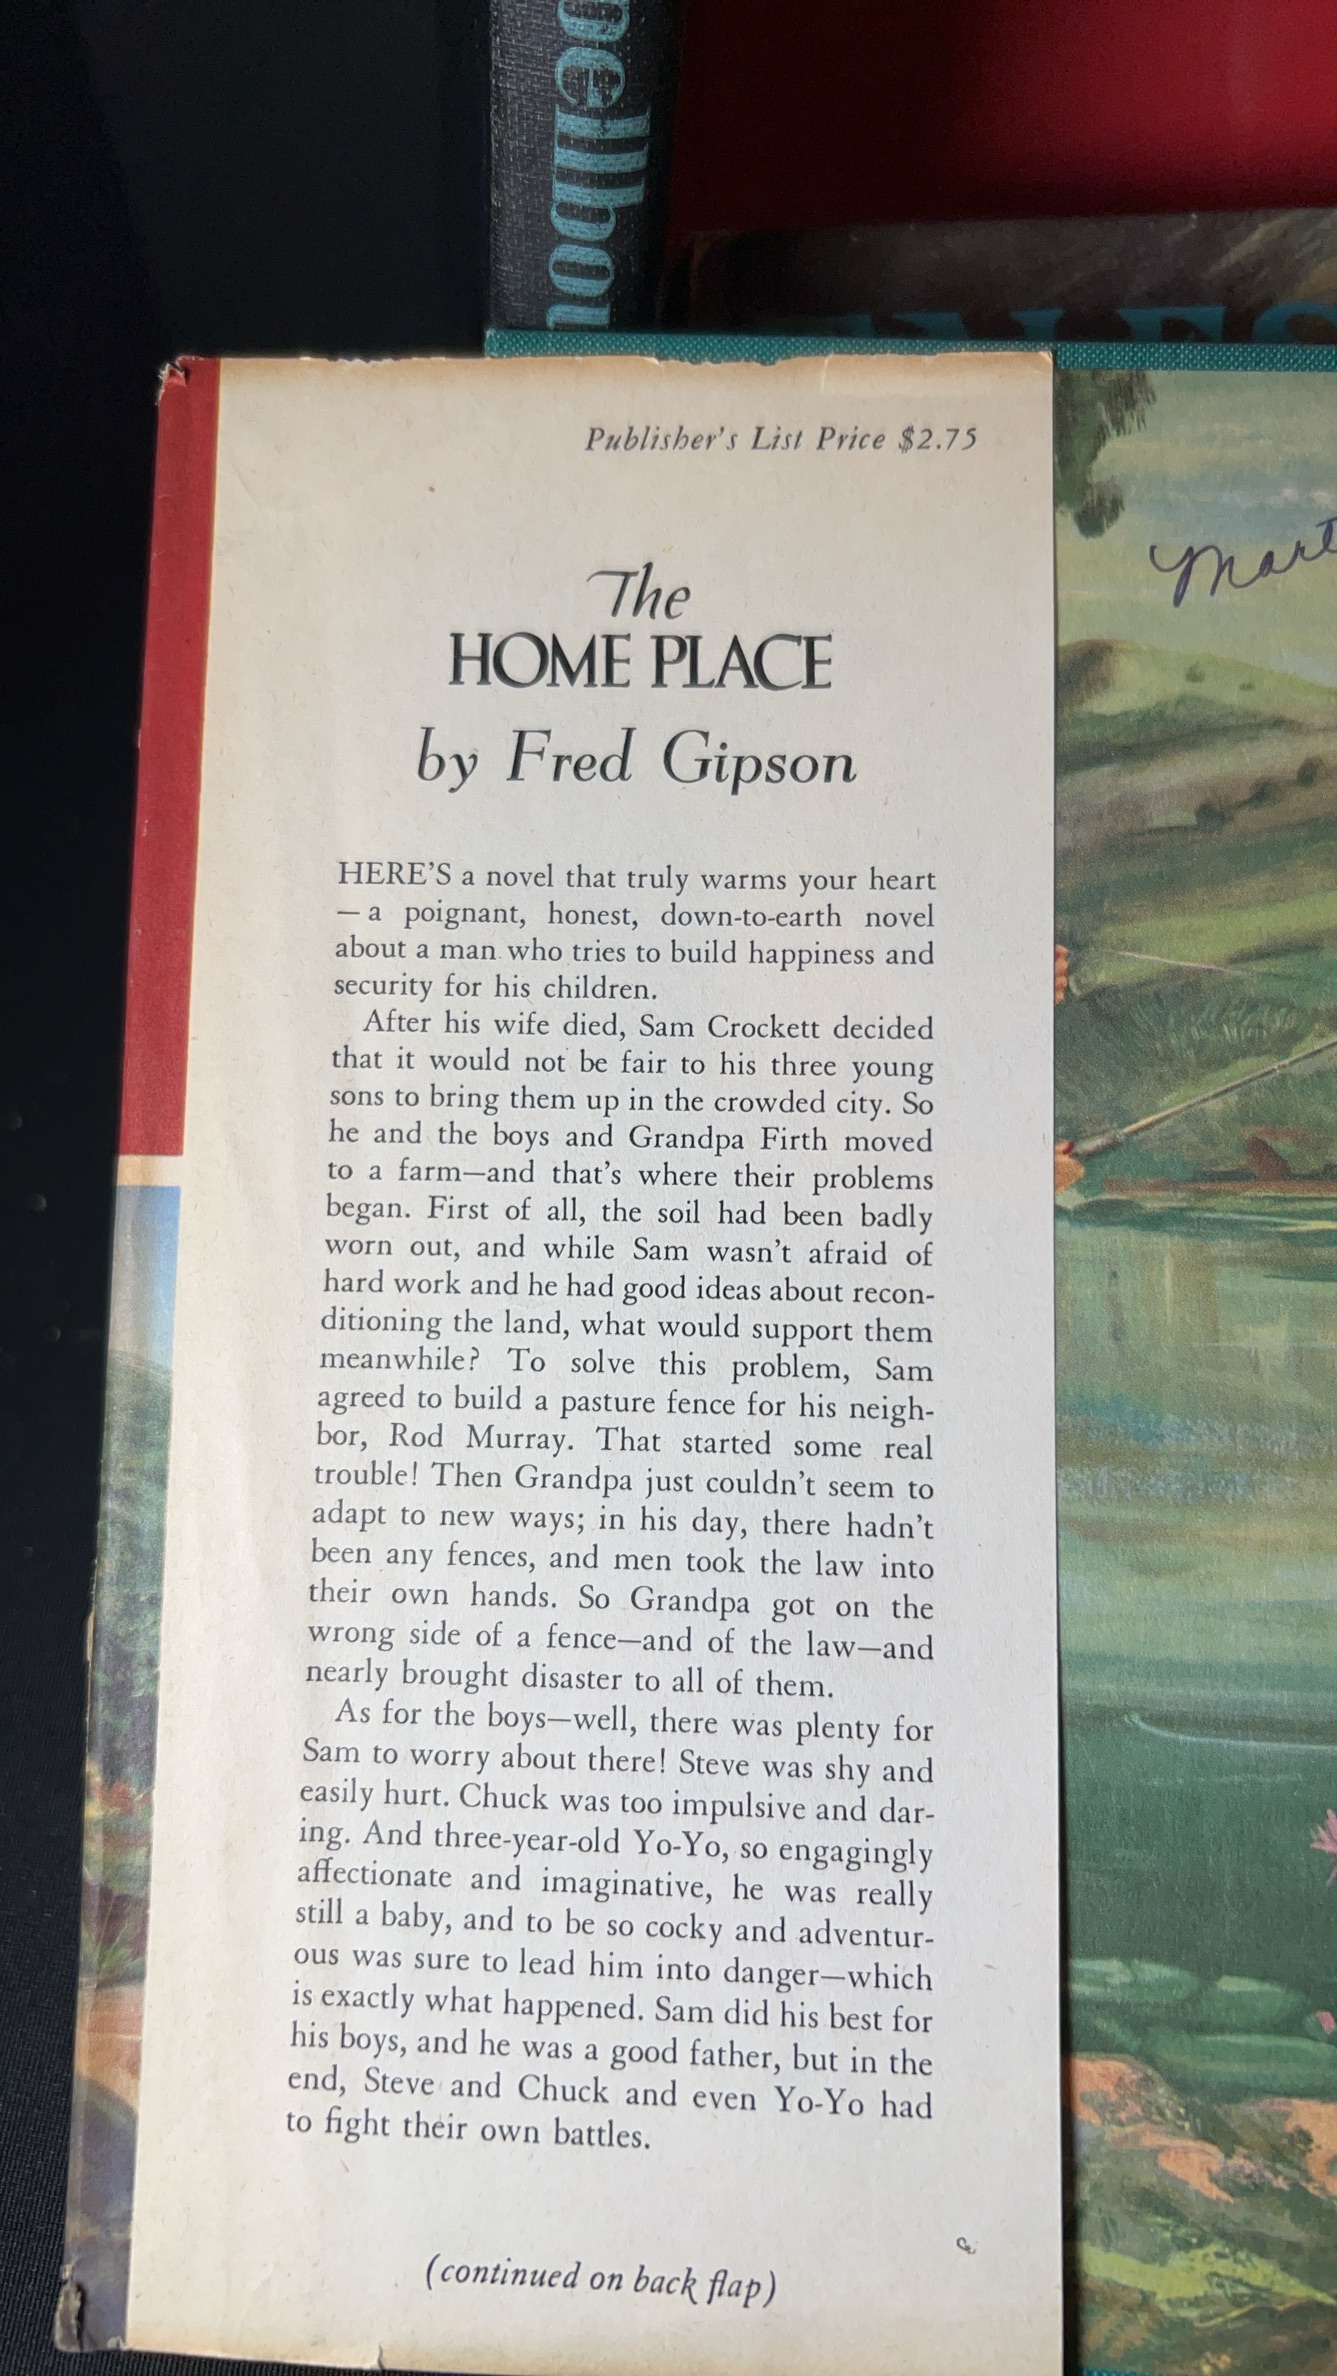 Publisher's List Price $2.75
The
HOME PLACE
by Fred Gipson
HERE'S a novel that truly warms your heart
— a poignant, honest, down-to-earth novel
about a man who tries to build happiness and
security for his children.
After his wife died, Sam Crockett decided
that it would not be fair to his three young
sons to bring them up in the crowded city. So
he and the boys and Grandpa Firth moved
to a farm—and that's where their problems
began. First of all, the soil had been badly
worn out, and while Sam wasn't afraid of
hard work and he had good ideas about recon-
ditioning the land, what would support them
meanwhile? To solve this problem, Sam
agreed to build a pasture fence for his neigh-
bor, Rod Murray. That started some real
trouble! Then Grandpa just couldn't seem to
adapt to new ways; in his day, there hadn't
been any fences, and men took the law into
their own hands. So Grandpa got on the
wrong side of a fence—and of the law—and
nearly brought disaster to all of them.
As for the boys—well, there was plenty for
Sam to worry about there! Steve was shy and
easily hurt. Chuck was too impulsive and dar-
ing. And three-year-old Yo-Yo, so engagingly
affectionate and imaginative, he was really
still a baby, and to be so cocky and adventur-
ous was sure to lead him into danger—which
is exactly what happened. Sam did his best for
his boys, and he was a good father, but in the
end, Steve and Chuck and even Yo-Yo had
to fight their own battles.
(continued on back flap)